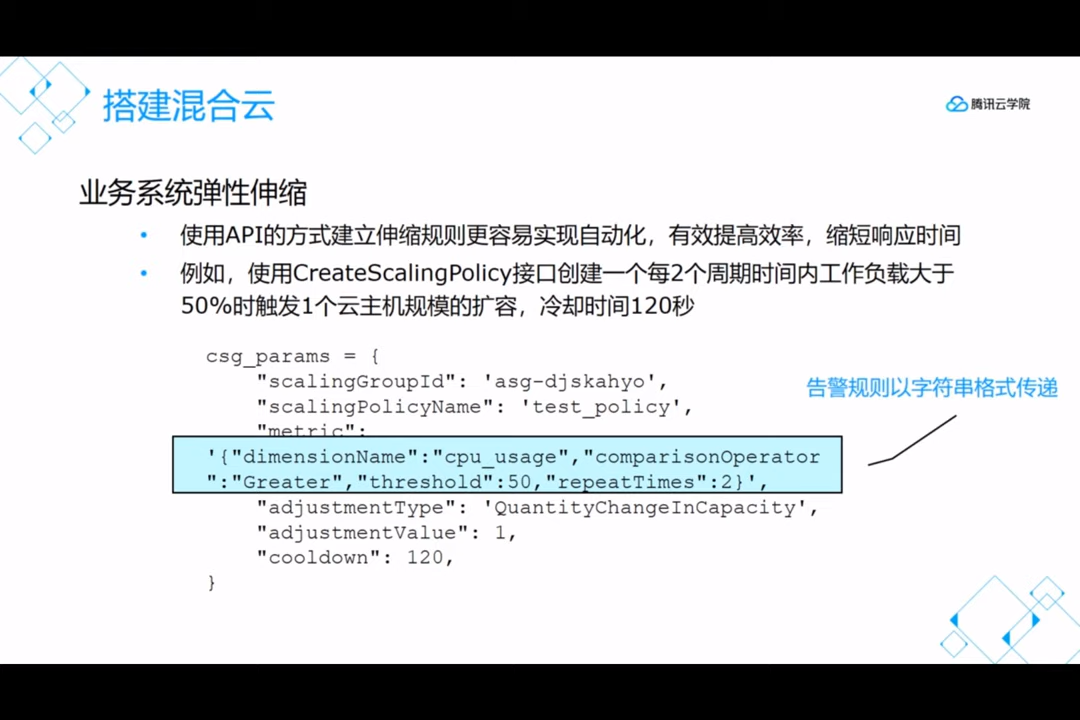 搭建混合云
腾讯云学院
业务系统弹性伸缩
• 使用API的方式建立伸缩规则更容易实现自动化，有效提高效率，缩短响应时间
• 例如，使用CreateScalingPolicy接口创建一个每2个周期时间内工作负载大于
50%时触发1个云主机规模的扩容，冷却时间120秒
csg_params = {
"scalingGroupId": 'asg-djskahyo',
告警规则以字符串格式传递
"scalingPolicyName": 'test_policy',
"metric":
'{"dimensionName":"cpu_usage","comparisonOperator
":"Greater","threshold":50,"repeatTimes":2}',
"adjustmentType": 'QuantityChangeInCapacity',
"adjustmentValue": 1,
"cooldown": 120,
}